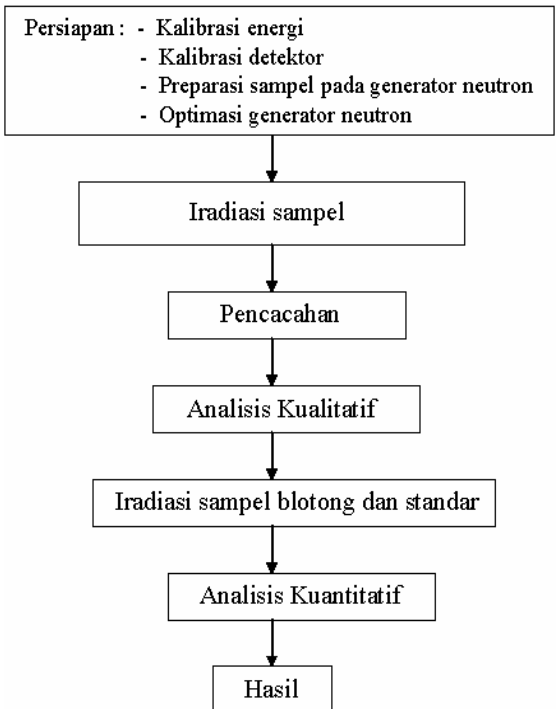 Persiapan : - Kalibrasi energi
- Kalibrasi detektor
- Preparasi sampel pada generator neutron
- Optimasi generator neutron
Iradiasi sampel
Pencacahan
Analisis Kualitatif
Iradiasi sampel blotong dan standar
Analisis Kuantitatif
Hasil